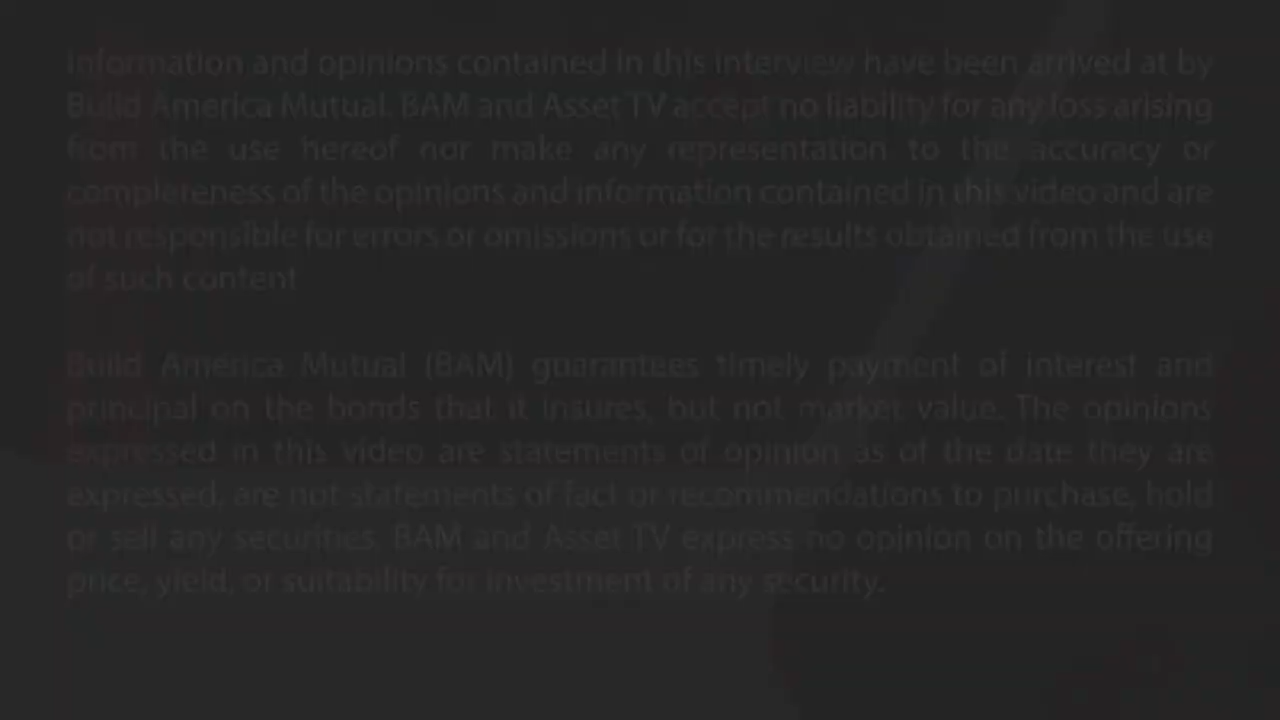 Information and opinions contained in this interview have been arrived at by
Build America Mutual. BAM and Asset TV accept no liability for any loss arising
from the use hereof nor make any representation to the accuracy or
completeness of the opinions and information contained in this video and are
not responsible for errors or omissions or for the results obtained from the use
of such content

Build America Mutual (BAM) guarantees timely payment of interest and
principal on the bonds that it insures, but not market value. The opinions
expressed in this video are statements of opinion as of the date they are
expressed, are not statements of fact or recommendations to purchase, hold
or sell any securities. BAM and Asset TV express no opinion on the offering
price, yield, or suitability for investment of any security.